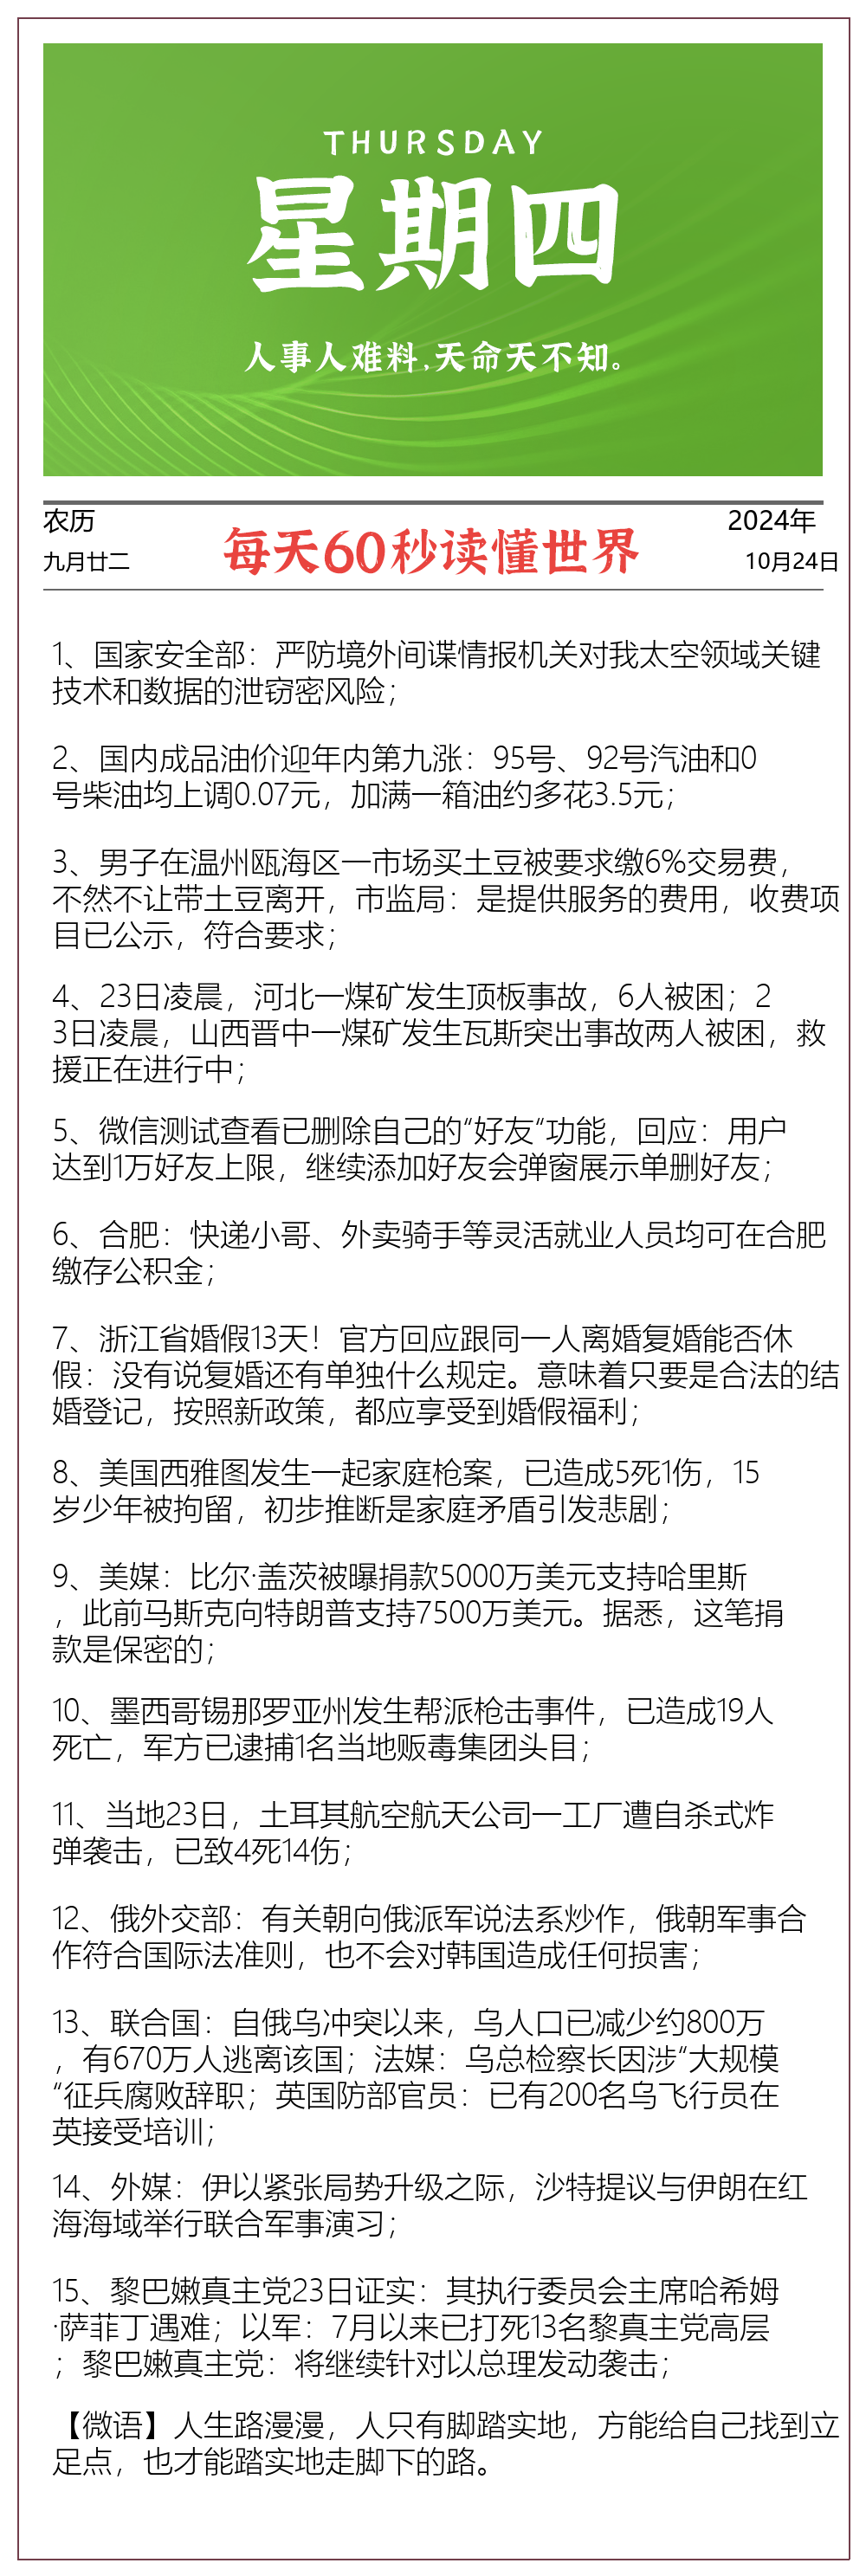 THURSDAY
星期四
人事人难料,天命天不知。
农历
九月廿二
每天60秒读懂世界
2024年
10月24日
1、国家安全部：严防境外间谍情报机关对我太空领域关键
技术和数据的泄窃密风险；
2、国内成品油价迎年内第九涨：95号、92号汽油和0
号柴油均上调0.07元，加满一箱油约多花3.5元；
3、男子在温州瓯海区一市场买土豆被要求缴6%交易费，
不然不让带土豆离开，市监局：是提供服务的费用，收费项
目已公示，符合要求；
4、23日凌晨，河北一煤矿发生顶板事故，6人被困；2
3日凌晨，山西晋中一煤矿发生瓦斯突出事故两人被困，救
援正在进行中；
5、微信测试查看已删除自己的“好友“功能，回应：用户
达到1万好友上限，继续添加好友会弹窗展示单删好友；
6、合肥：快递小哥、外卖骑手等灵活就业人员均可在合肥
缴存公积金；
7、浙江省婚假13天！官方回应跟同一人离婚复婚能否休
假：没有说复婚还有单独什么规定。意味着只要是合法的结
婚登记，按照新政策，都应享受到婚假福利；
8、美国西雅图发生一起家庭枪案，已造成5死1伤，15
岁少年被拘留，初步推断是家庭矛盾引发悲剧；
9、美媒：比尔·盖茨被曝捐款5000万美元支持哈里斯
，此前马斯克向特朗普支持7500万美元。据悉，这笔捐
款是保密的；
10、墨西哥锡那罗亚州发生帮派枪击事件，已造成19人
死亡，军方已逮捕1名当地贩毒集团头目；
11、当地23日，土耳其航空航天公司一工厂遭自杀式炸
弹袭击，已致4死14伤；
12、俄外交部：有关朝向俄派军说法系炒作，俄朝军事合
作符合国际法准则，也不会对韩国造成任何损害；
13、联合国：自俄乌冲突以来，乌人口已减少约800万
，有670万人逃离该国；法媒：乌总检察长因涉“大规模
“征兵腐败辞职；英国防部官员：已有200名乌飞行员在
英接受培训；
14、外媒：伊以紧张局势升级之际，沙特提议与伊朗在红
海海域举行联合军事演习；
15、黎巴嫩真主党23日证实：其执行委员会主席哈希姆
·萨菲丁遇难；以军：7月以来已打死13名黎真主党高层
；黎巴嫩真主党：将继续针对以总理发动袭击；
【微语】人生路漫漫，人只有脚踏实地，方能给自己找到立
足点，也才能踏实地走脚下的路。